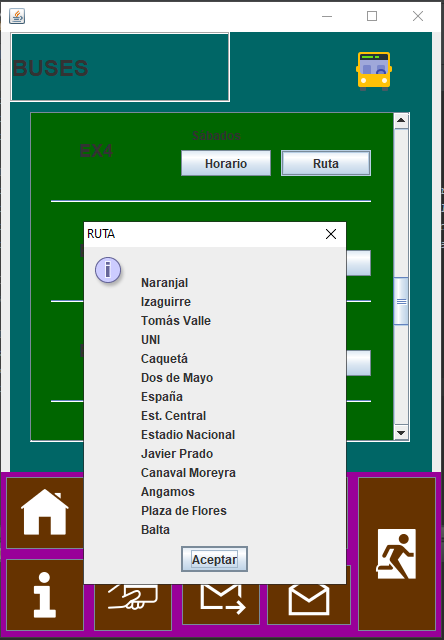 BUSES
Sábados
EX4
Horario
Ruta
RUTA
Naranjal
Izaguirre
Tomás Valle
UNI
Caquetá
Dos de Mayo
España
Est. Central
Estadio Nacional
Javier Prado
Canaval Moreyra
Angamos
Plaza de Flores
Balta
Aceptar